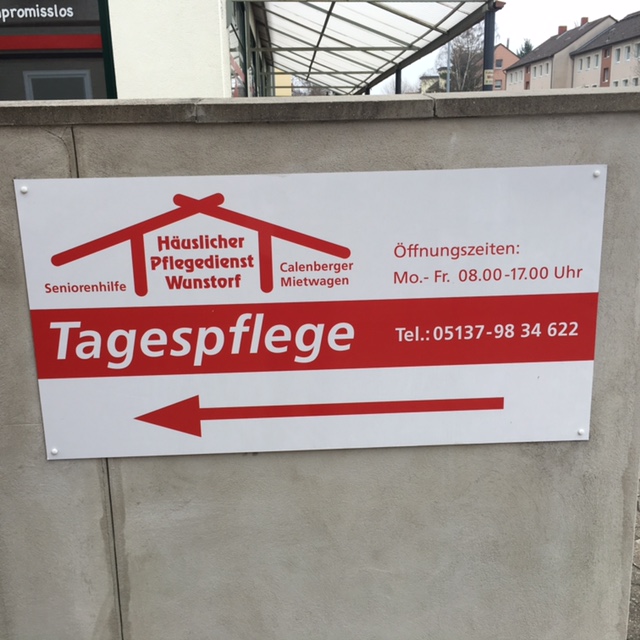 Häuslicher
Pflegedienst
Wunstorf
Seniorenhilfe
Calenberger
Mietwagen
Öffnungszeiten:
Mo.- Fr. 08.00-17.00 Uhr
Tagespflege
Tel.: 05137-98 34 622